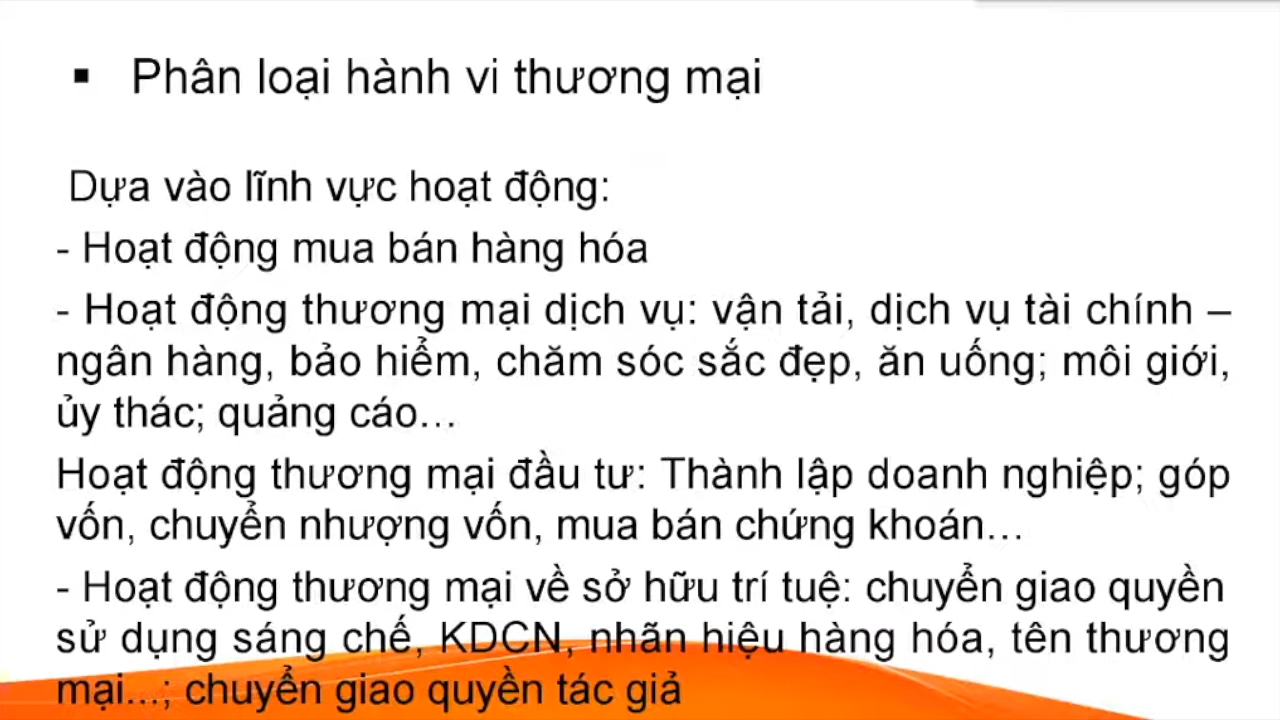 ▪ Phân loại hành vi thương mại
Dựa vào lĩnh vực hoạt động:
- Hoạt động mua bán hàng hóa
- Hoạt động thương mại dịch vụ: vận tải, dịch vụ tài chính –
ngân hàng, bảo hiểm, chăm sóc sắc đẹp, ăn uống; môi giới,
ủy thác; quảng cáo...
Hoạt động thương mại đầu tư: Thành lập doanh nghiệp; góp
vốn, chuyển nhượng vốn, mua bán chứng khoán...
- Hoạt động thương mại về sở hữu trí tuệ: chuyển giao quyền
sử dụng sáng chế, KDCN, nhãn hiệu hàng hóa, tên thương
mại...; chuyển giao quyền tác giả